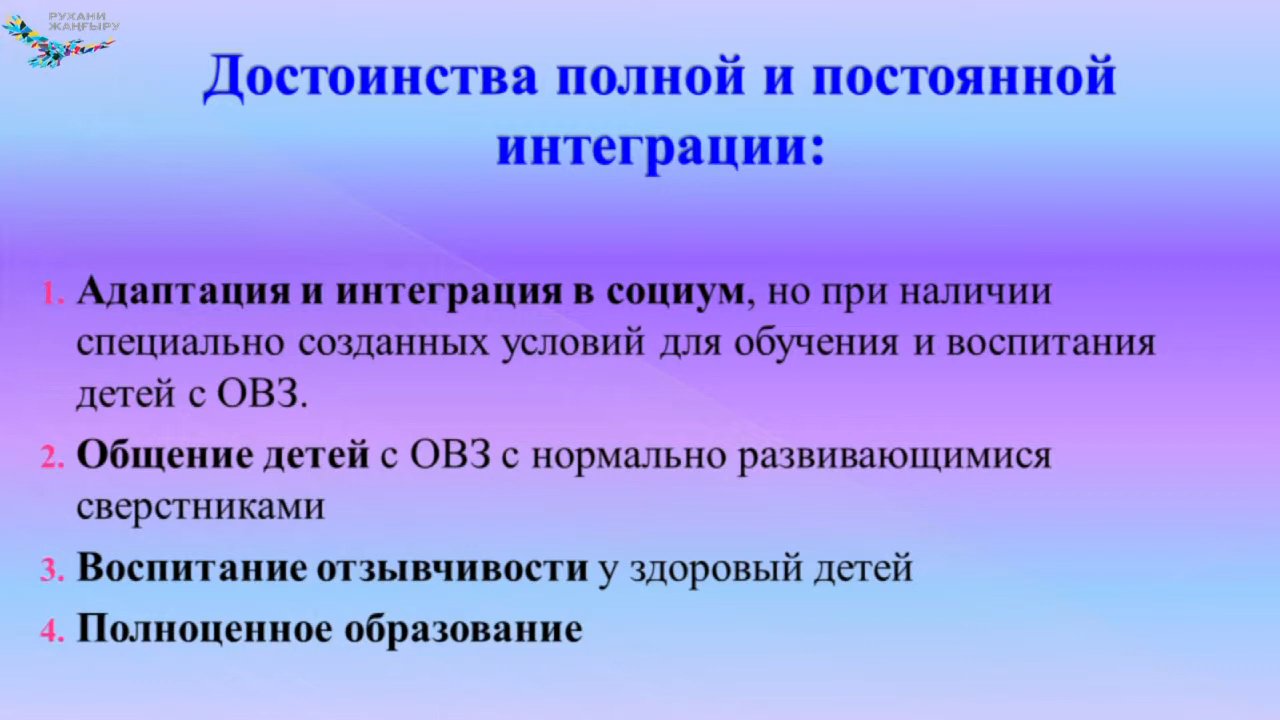 РУХАНИ
ЖАҢҒЫРУ
Достоинства полной и постоянной
интеграции:
1. Адаптация и интеграция в социум, но при наличии
специально созданных условий для обучения и воспитания
детей с ОВЗ.
2. Общение детей с ОВЗ с нормально развивающимися
сверстниками
3. Воспитание отзывчивости у здоровый детей
4. Полноценное образование